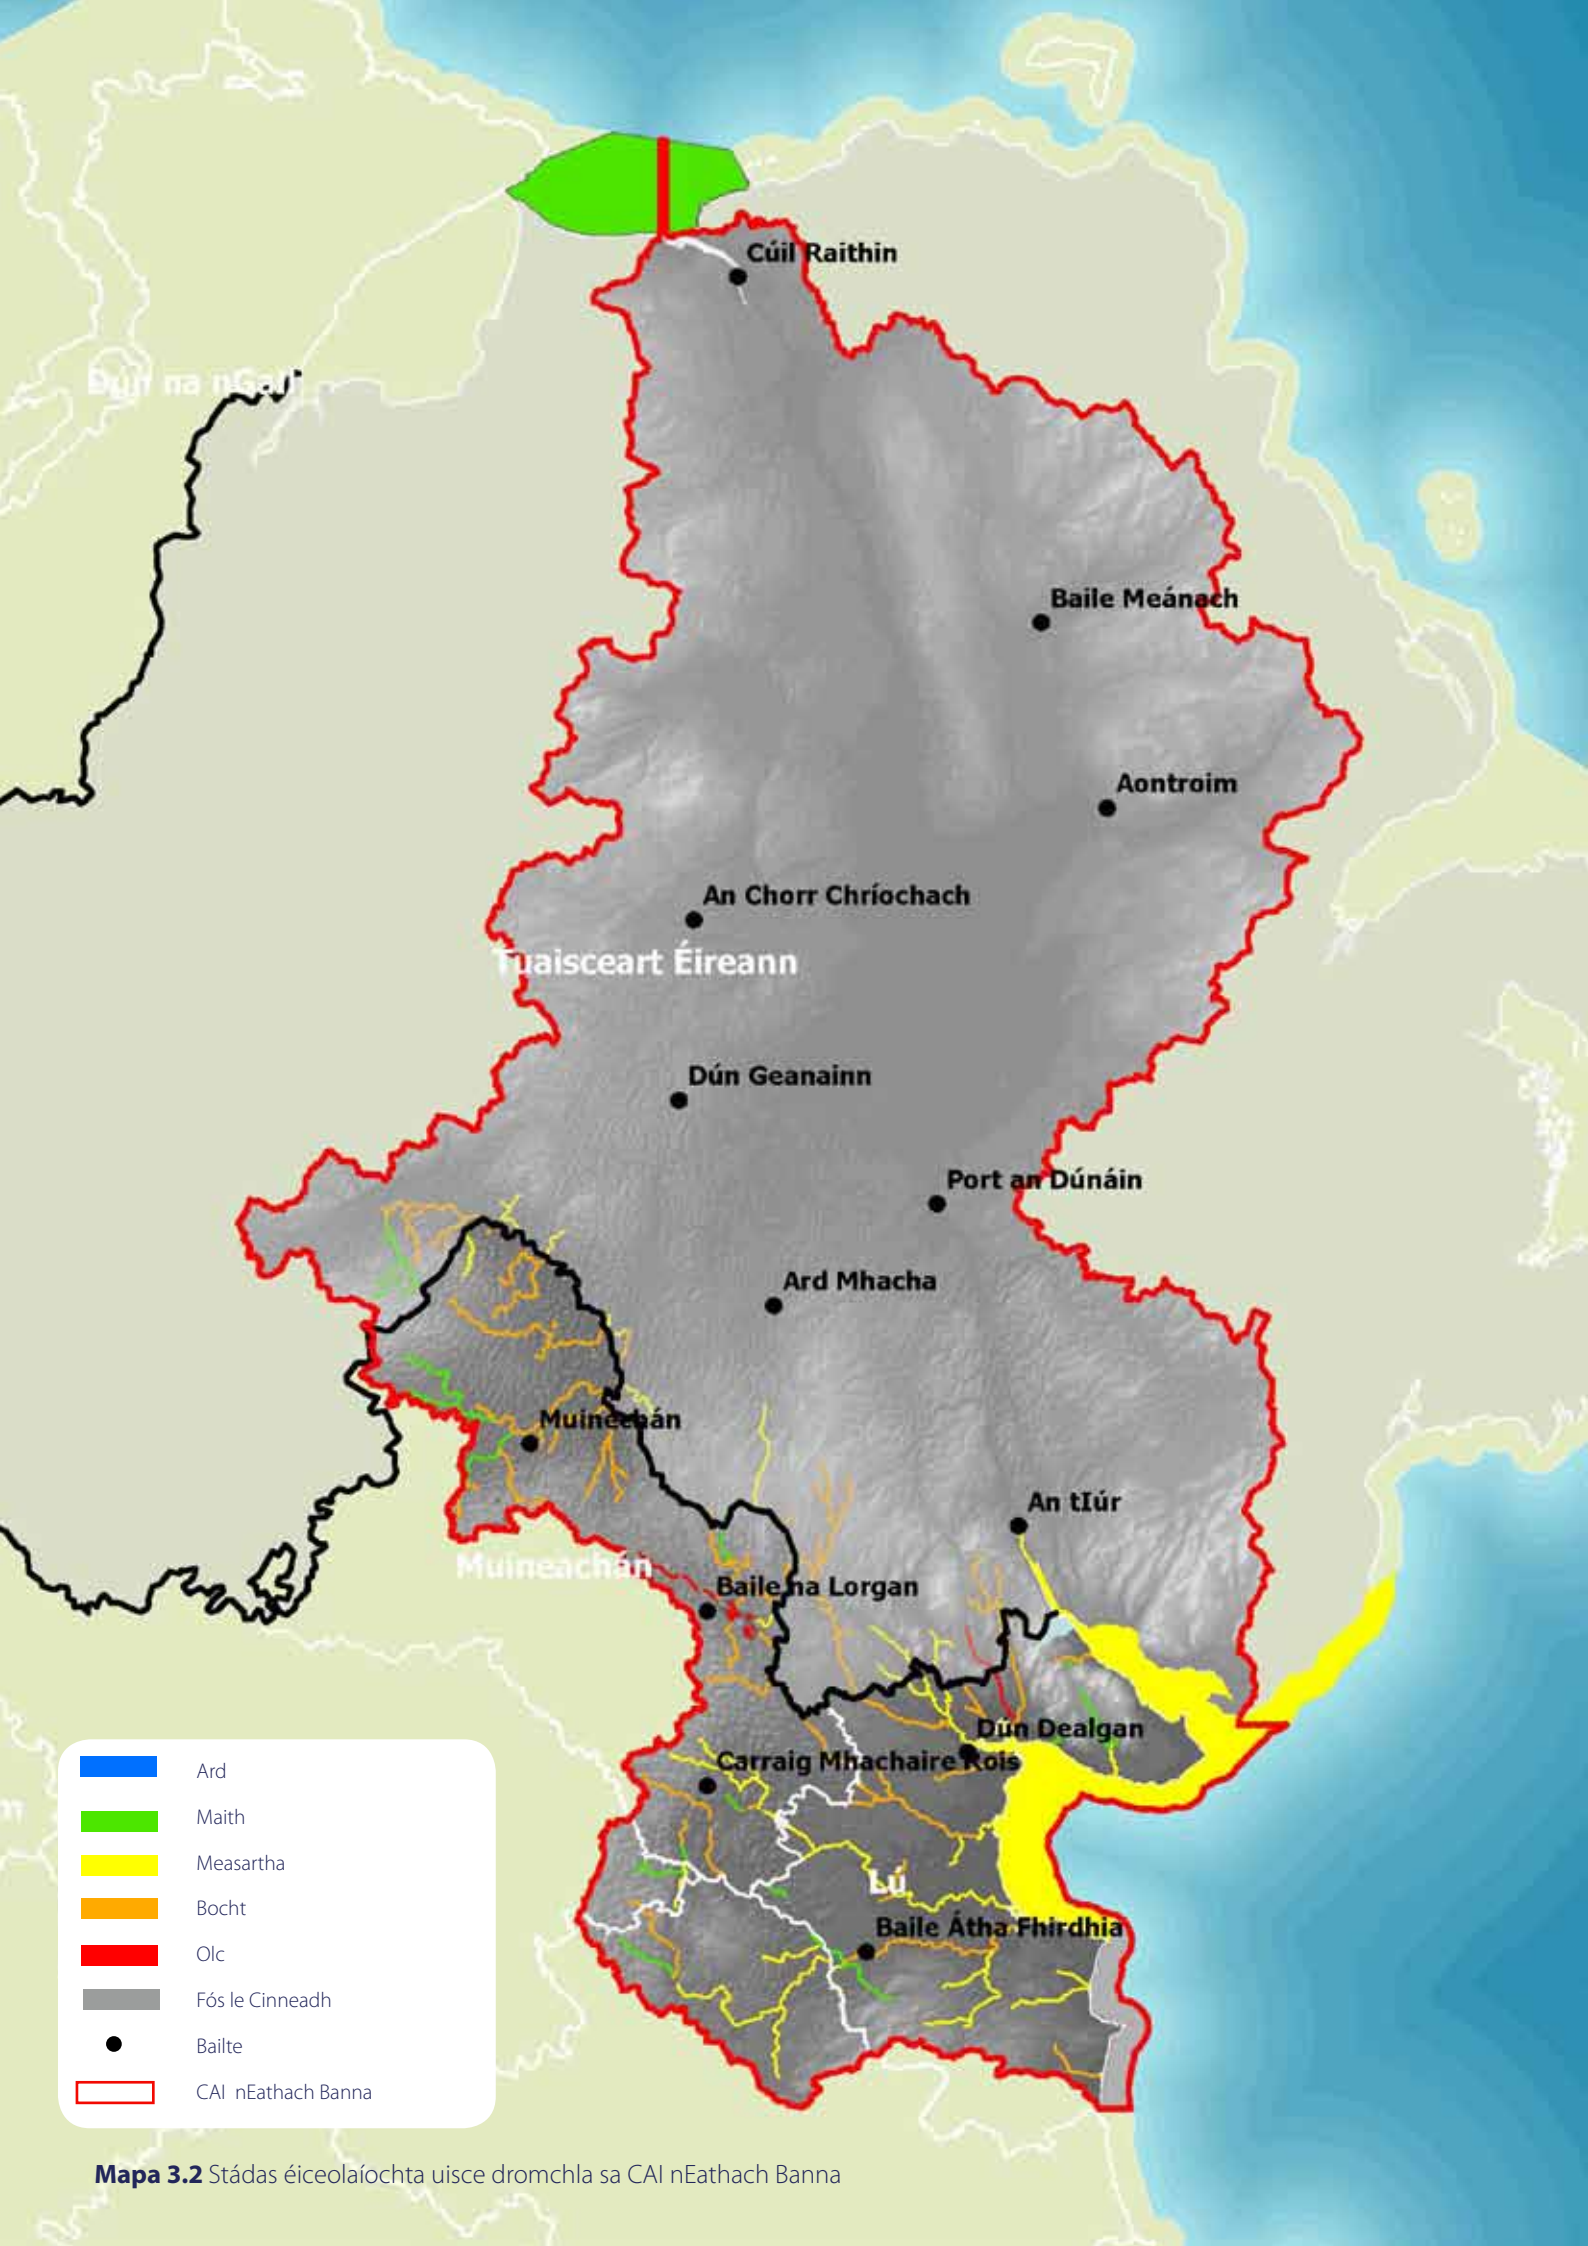 Cúil Raithin
Dún na nGall
Baile Meánach
Aontroim
An Chorr Chríochach
Tuaisceart Éireann
Dún Geanainn
Port an Dúnáin
Ard Mhacha
Muinechán
An tIúr
Muineachán
Baile na Lorgan
Dún Dealgan
Carraig Mhachaire Rois
Lú
Baile Átha Fhirdhia
Ard
Maith
Measartha
Bocht
Olc
Fós le Cinneadh
Bailte
CAI nEathach Banna
Mapa 3.2 Stádas éiceolaíochta uisce dromchla sa CAI nEathach Banna